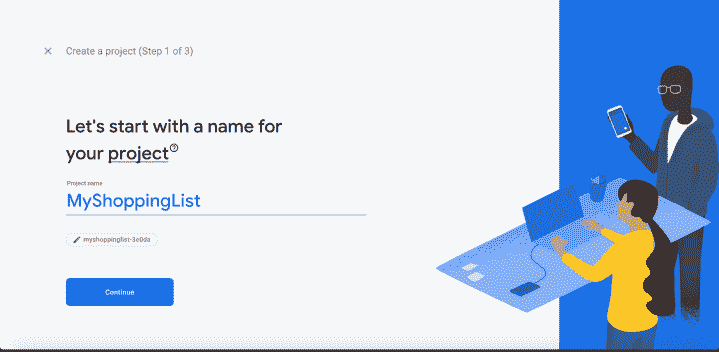 Create a project (Step 1 of 3)
Let's start with a name for
your project
Project name
MyShoppingList
myshoppinglist-3e0da
Continue